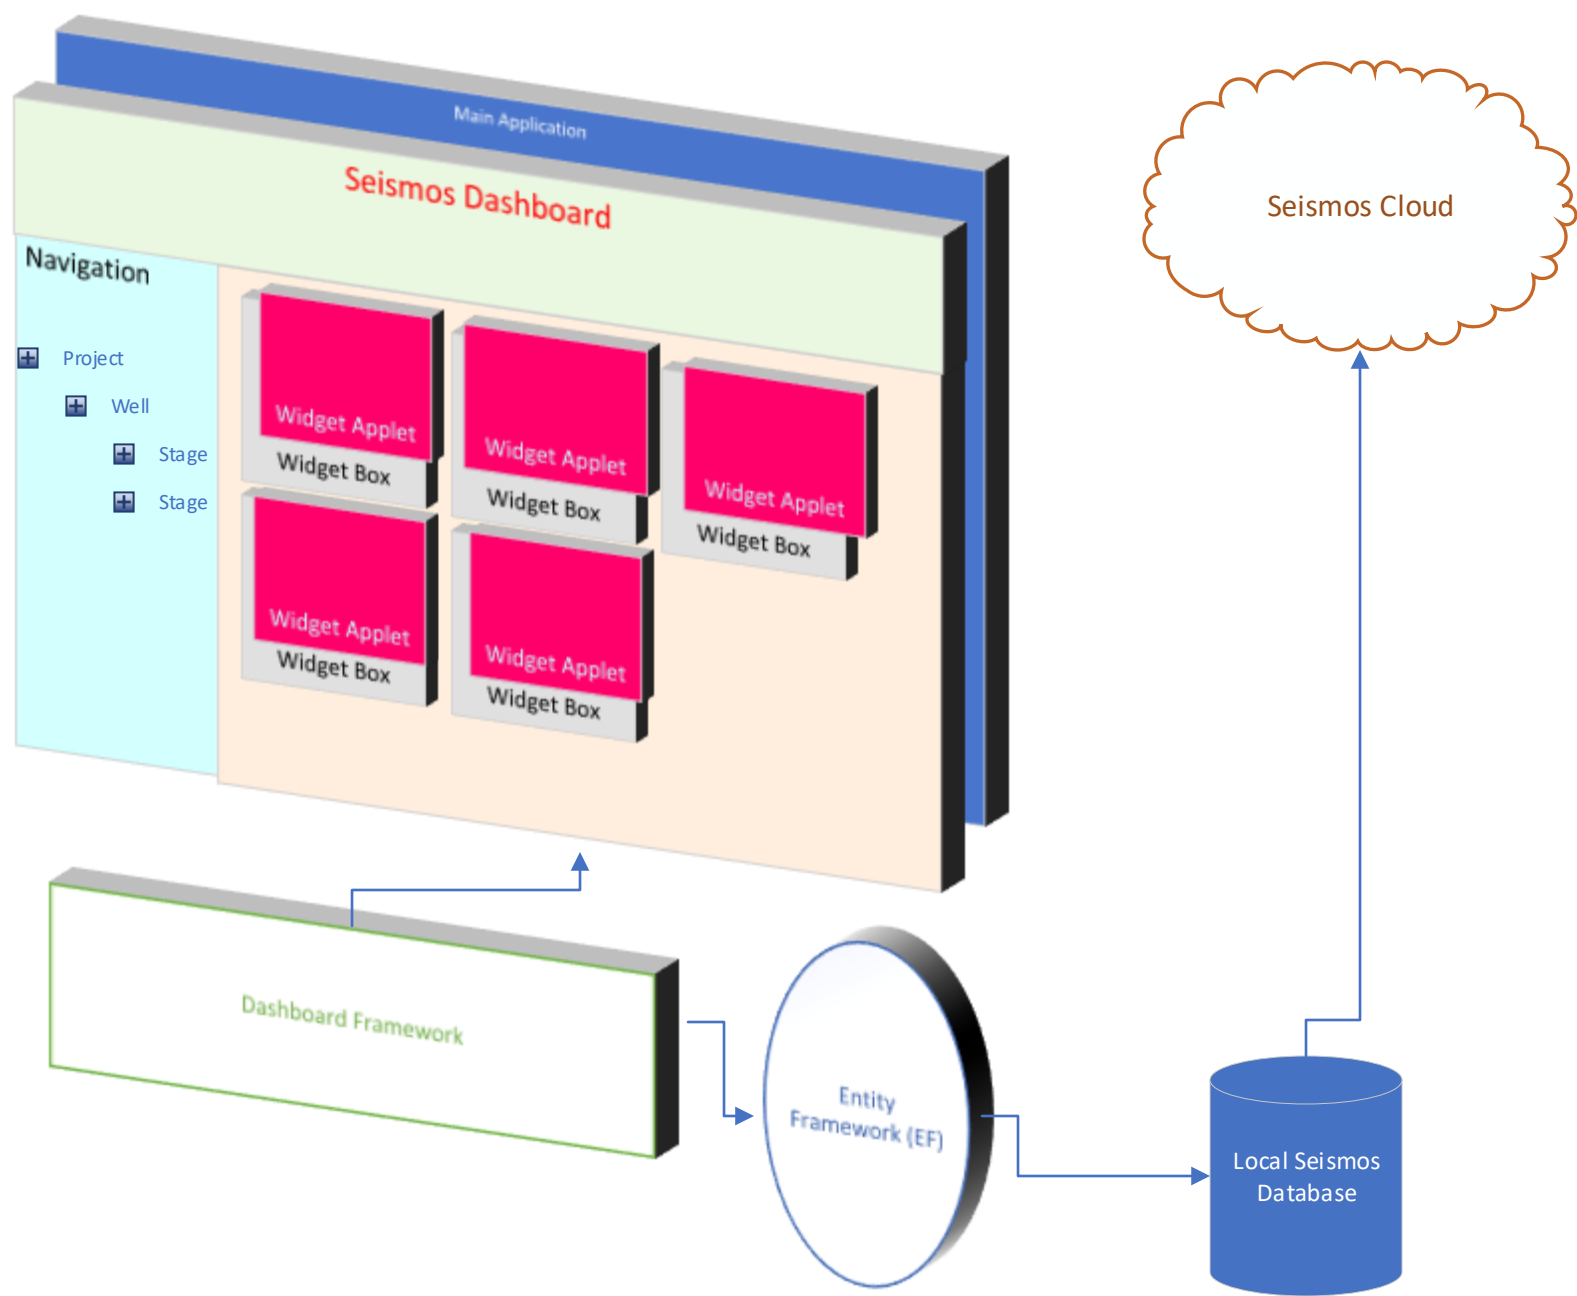 Main Application
Seismos Dashboard
Seismos Cloud
Navigation
Project
Well
Stage
Stage
Widget Applet
Widget Box
Widget Applet
Widget Box
Widget Applet
Widget Box
Widget Applet
Widget Box
Widget Applet
Widget Box
Dashboard Framework
Entity
Framework (EF)
Local Seismos
Database